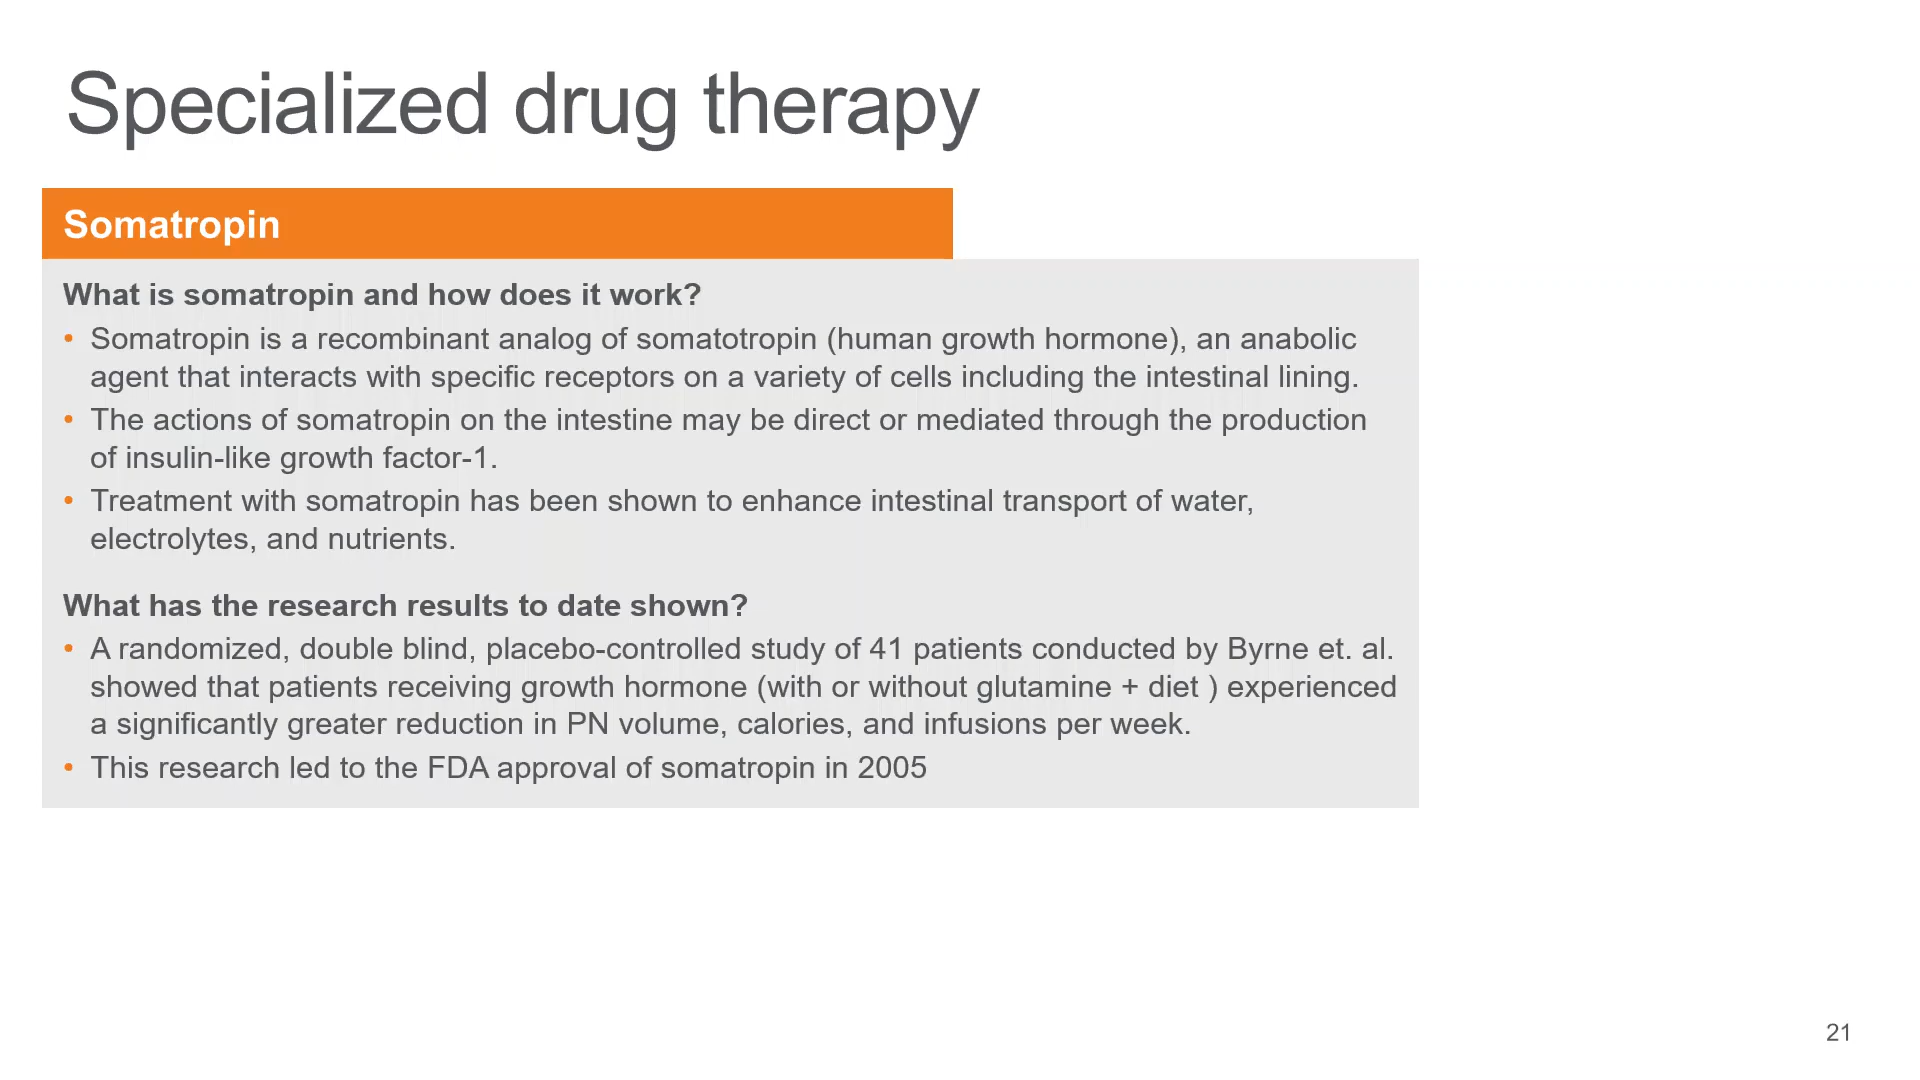 Specialized drug therapy
Somatropin
What is somatropin and how does it work?
• Somatropin is a recombinant analog of somatotropin (human growth hormone), an anabolic
agent that interacts with specific receptors on a variety of cells including the intestinal lining.
• The actions of somatropin on the intestine may be direct or mediated through the production
of insulin-like growth factor-1.
• Treatment with somatropin has been shown to enhance intestinal transport of water,
electrolytes, and nutrients.
What has the research results to date shown?
• A randomized, double blind, placebo-controlled study of 41 patients conducted by Byrne et. al.
showed that patients receiving growth hormone (with or without glutamine + diet ) experienced
a significantly greater reduction in PN volume, calories, and infusions per week.
• This research led to the FDA approval of somatropin in 2005
21